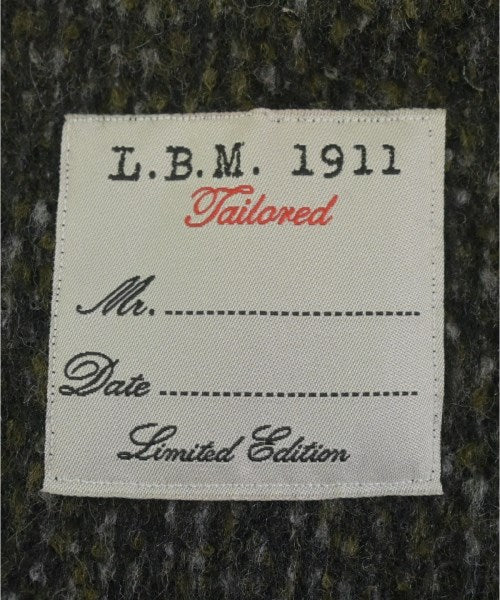 L.B.M. 1911
Tailored
Mr. ........................................
Date ........................................
Limited Edition